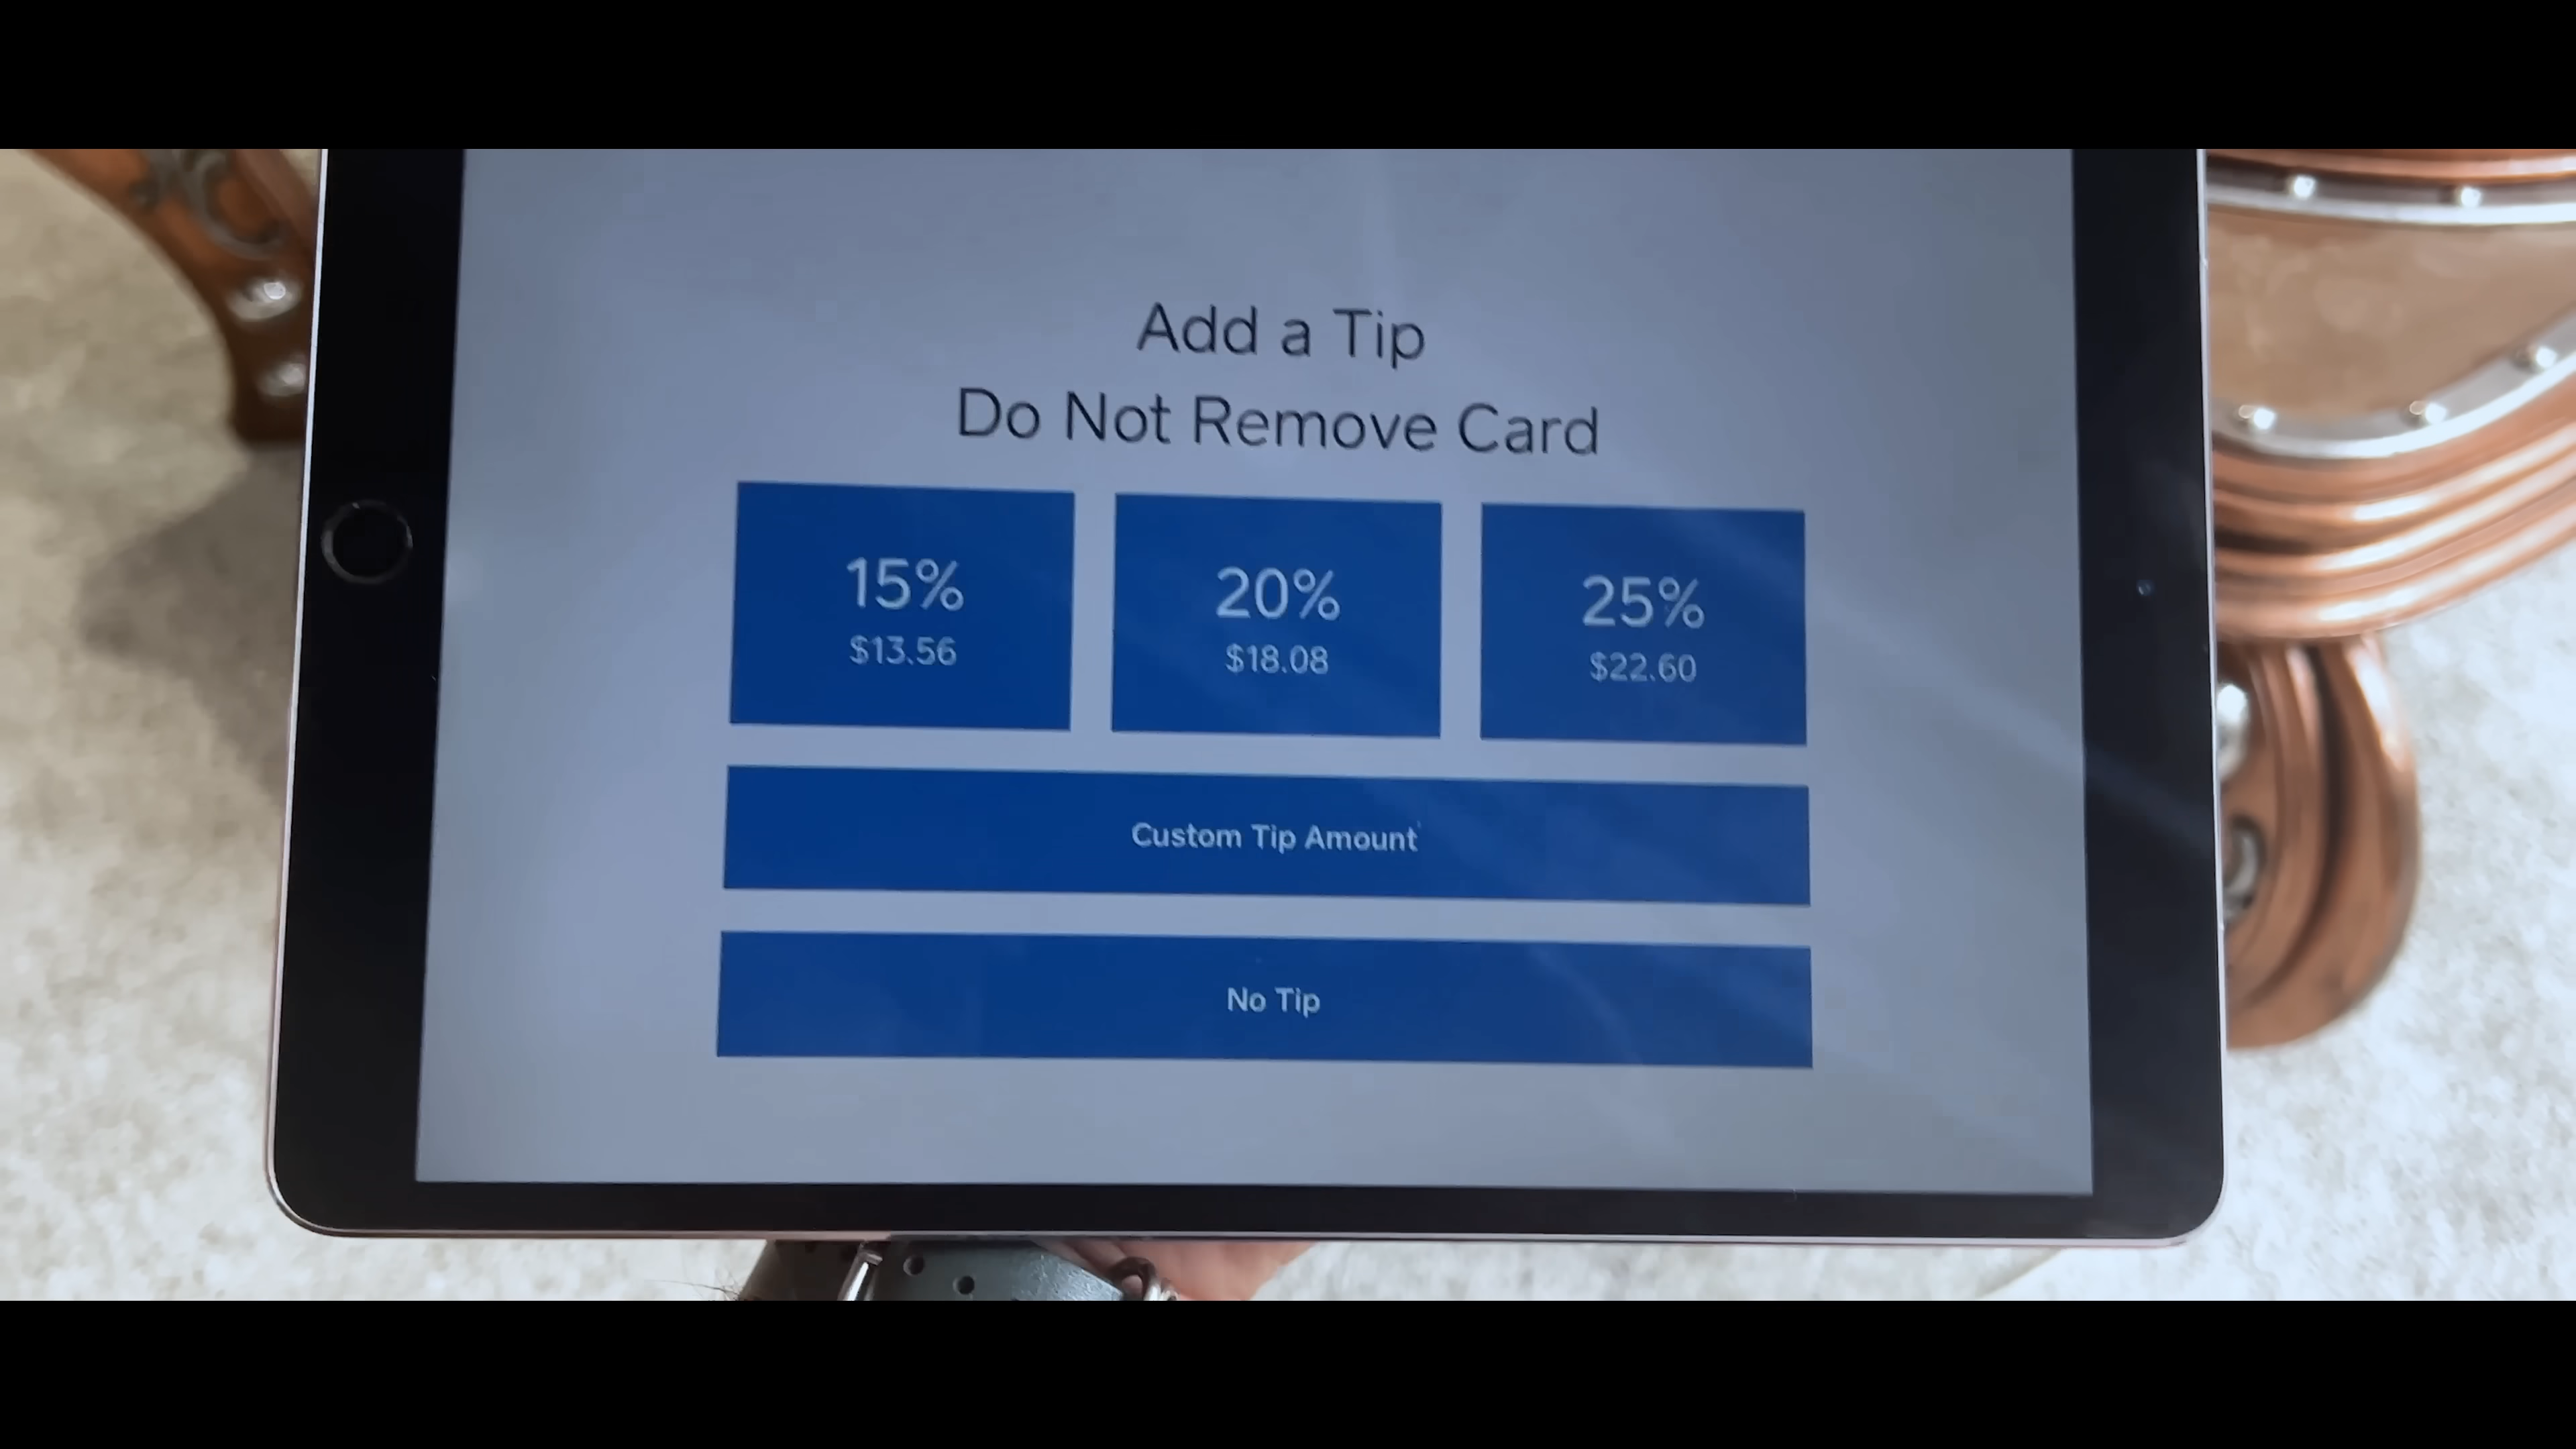 Add a Tip
Do Not Remove Card
15%
$13.56
20%
$18.08
25%
$22.60
Custom Tip Amount
No Tip